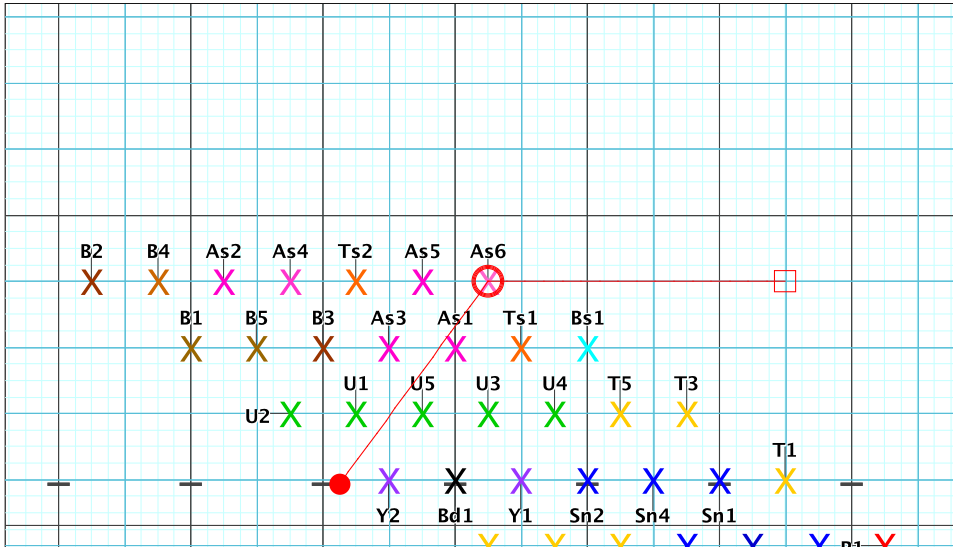 B2 B4 As2 As4 Ts2 As5 As6
B1 B5 B3 As3 As1 Ts1 Bs1
U2 U1 U5 U3 U4 T5 T3
T1
Y2 Bd1 Y1 Sn2 Sn4 Sn1